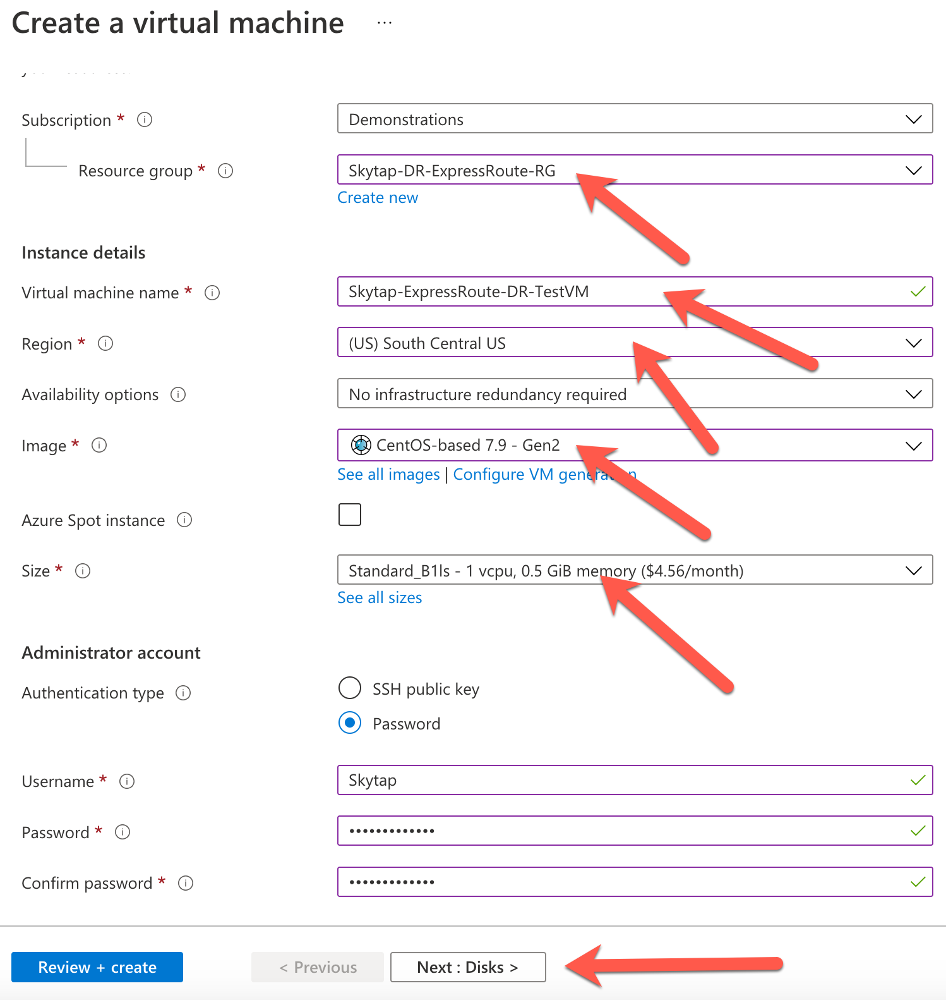 Create a virtual machine ...
Subscription * Demonstrations
Resource group * Skytap-DR-ExpressRoute-RG
Create new
Instance details
Virtual machine name * Skytap-ExpressRoute-DR-TestVM
Region * (US) South Central US
Availability options No infrastructure redundancy required
Image * CentOS-based 7.9 - Gen2
See all images | Configure VM generation
Azure Spot instance
Size * Standard_B1ls - 1 vcpu, 0.5 GiB memory ($4.56/month)
See all sizes
Administrator account
Authentication type SSH public key
Password
Username * Skytap
Password * •••••••••••••
Confirm password * •••••••••••••
Review + create < Previous Next : Disks >